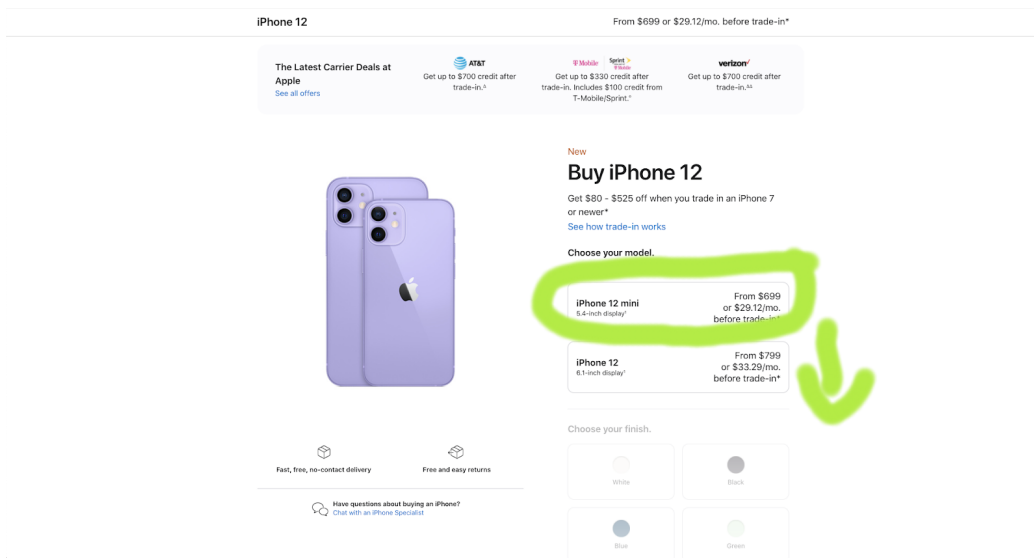 iPhone 12
From $699 or $29.12/mo. before trade-in*
The Latest Carrier Deals at
Apple
See all offers
AT&T
Get up to $700 credit after
trade-in.
T Mobile
Sprint
Get up to $330 credit after
trade-in. Includes $100 credit from
T-Mobile/Sprint.
verizon
Get up to $700 credit after
trade-in.
New
Buy iPhone 12
Get $80 - $525 off when you trade in an iPhone 7
or newer*
See how trade-in works
Choose your model.
iPhone 12 mini
5.4-inch display¹
From $699
or $29.12/mo.
before trade-in*
iPhone 12
6.1-inch display¹
From $799
or $33.29/mo.
before trade-in*
Choose your finish.
White
Black
Blue
Green
Fast, free, no-contact delivery
Free and easy returns
Have questions about buying an iPhone?
Chat with an iPhone Specialist